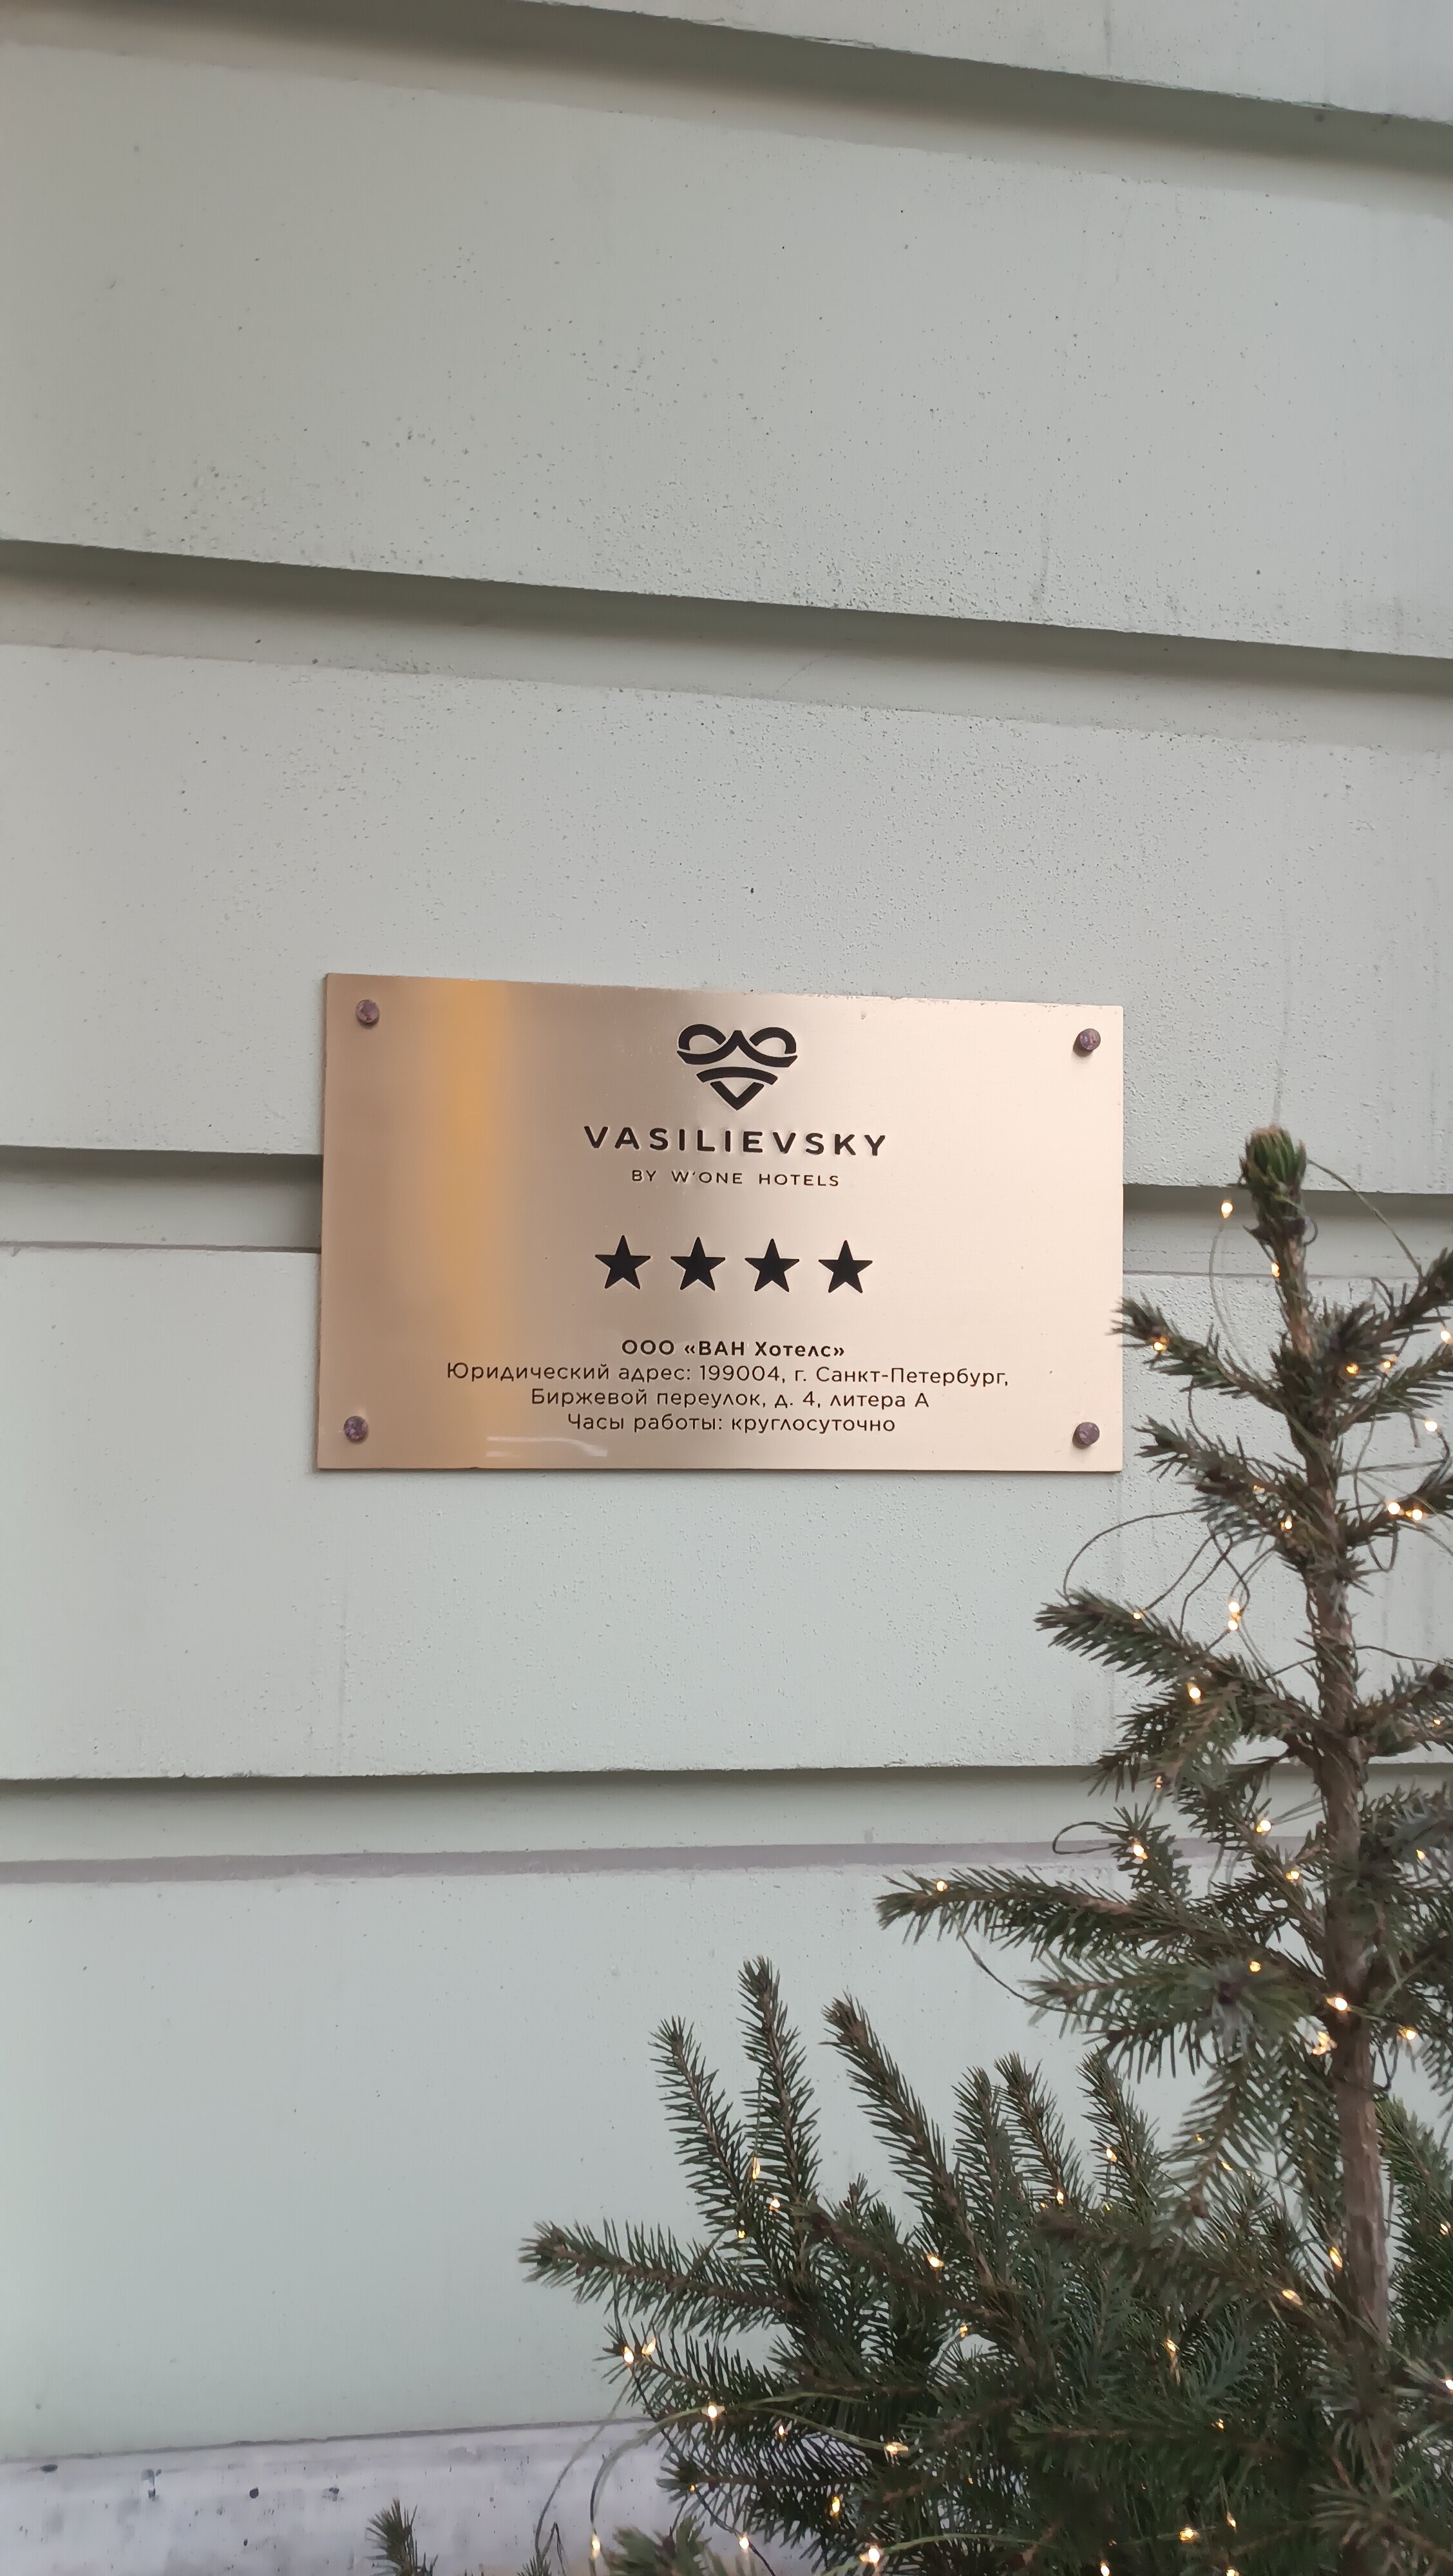 VASILIEVSKY
BY W'ONE HOTELS
ООО «ВАН Хотелс»
Юридический адрес: 199004, г. Санкт-Петербург,
Биржевой переулок, д. 4, литера А
Часы работы: круглосуточно